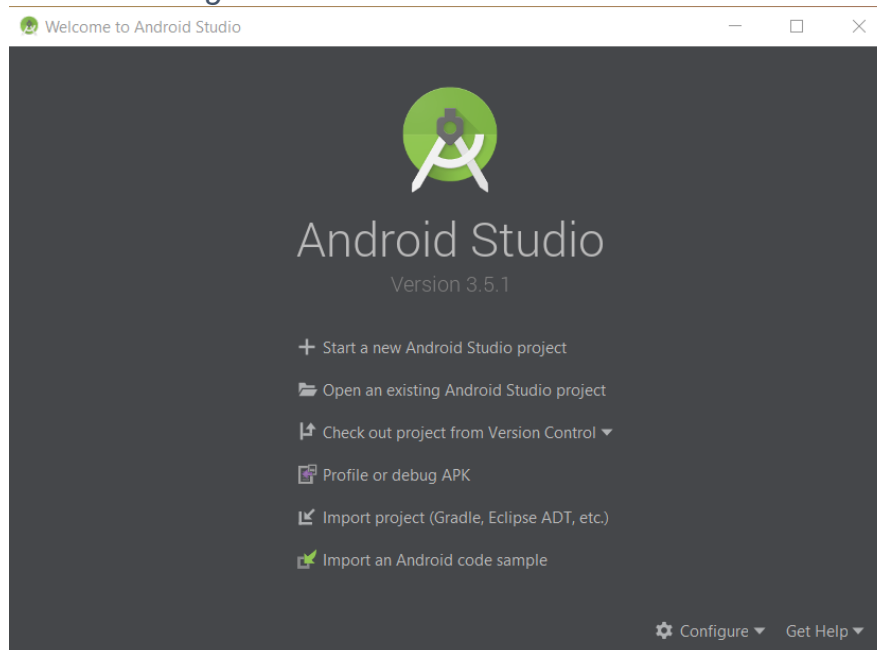 Welcome to Android Studio
Android Studio
Version 3.5.1
Start a new Android Studio project
Open an existing Android Studio project
Check out project from Version Control
Profile or debug APK
Import project (Gradle, Eclipse ADT, etc.)
Import an Android code sample
Configure Get Help